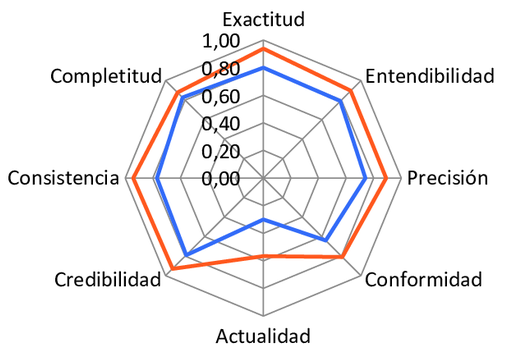 Exactitud
1,00
Completitud
0,80
Entendibilidad
0,60
0,40
0,20
Consistencia
0,00
Precisión
Credibilidad
Conformidad
Actualidad